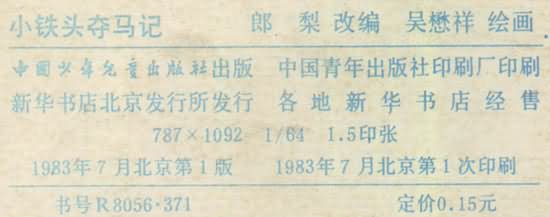 小铁头夺马记 郎 梨 改编 吴懋祥 绘画
中国少年儿童出版社出版 中国青年出版社印刷厂印刷
新华书店北京发行所发行 各地新华书店经售
787×1092 1/64 1.5印张
1983年7月北京第1版 1983年7月北京第1次印刷
书号R8056·371 定价0.15元